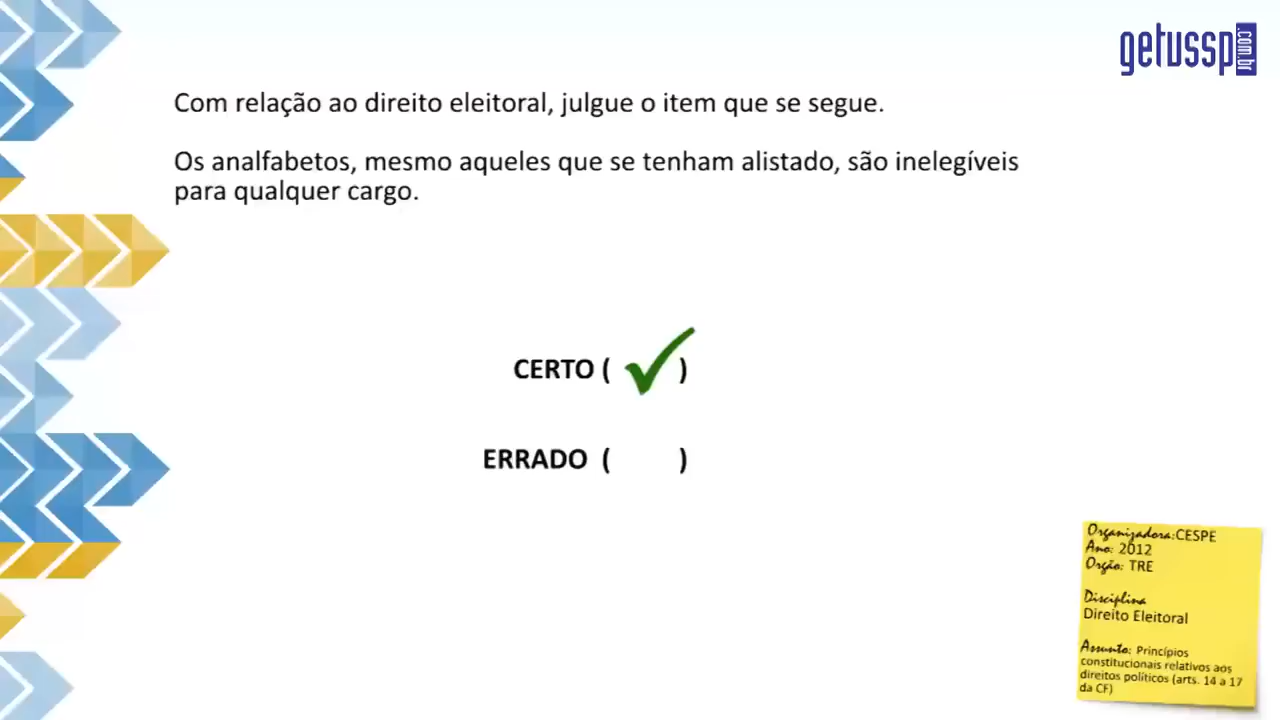 getussp.com.br
Com relação ao direito eleitoral, julgue o item que se segue.
Os analfabetos, mesmo aqueles que se tenham alistado, são inelegíveis
para qualquer cargo.
CERTO ( )
ERRADO ( )
Organizadora:CESPE
Ano: 2012
Orgão: TRE
Disciplina
Direito Eleitoral
Assunto: Princípios
constitucionais relativos aos
direitos políticos (arts. 14 a 17
da CF)